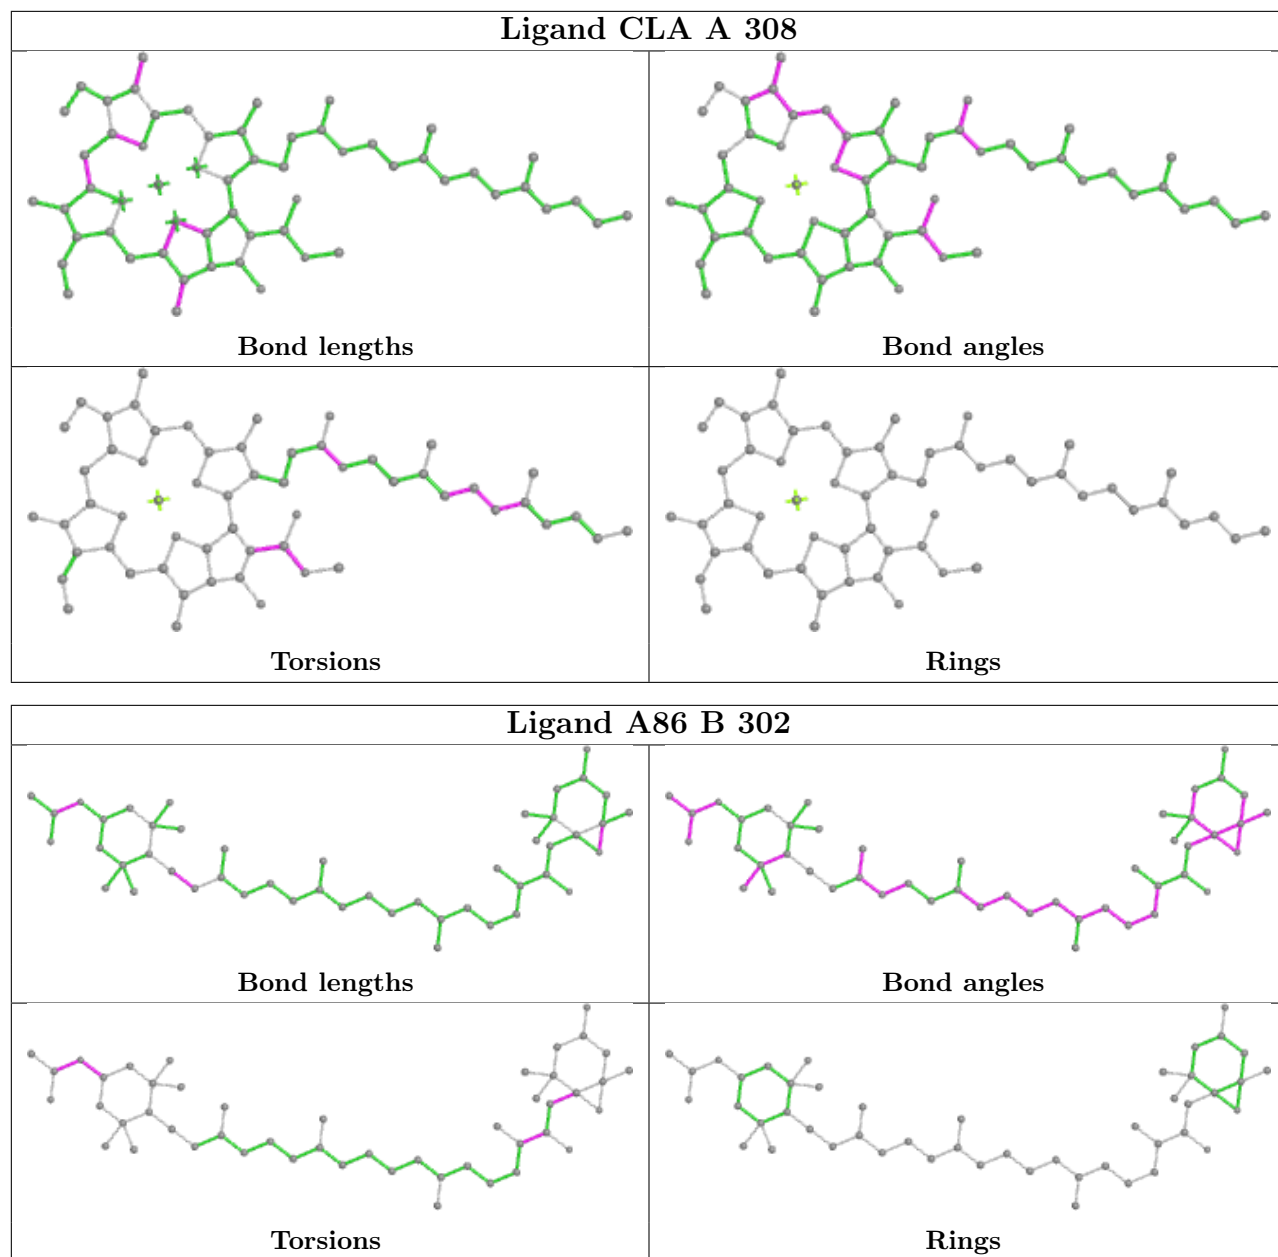 Ligand CLA A 308
Bond lengths
Bond angles
Torsions
Rings
Ligand A86 B 302
Bond lengths
Bond angles
Torsions
Rings